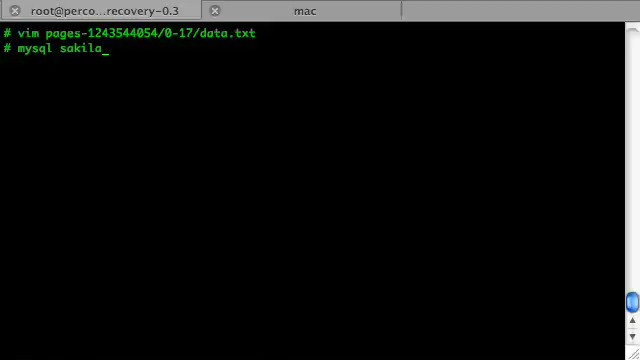 root@perco...recovery-0.3
mac
# vim pages-1243544054/0-17/data.txt
# mysql sakila_